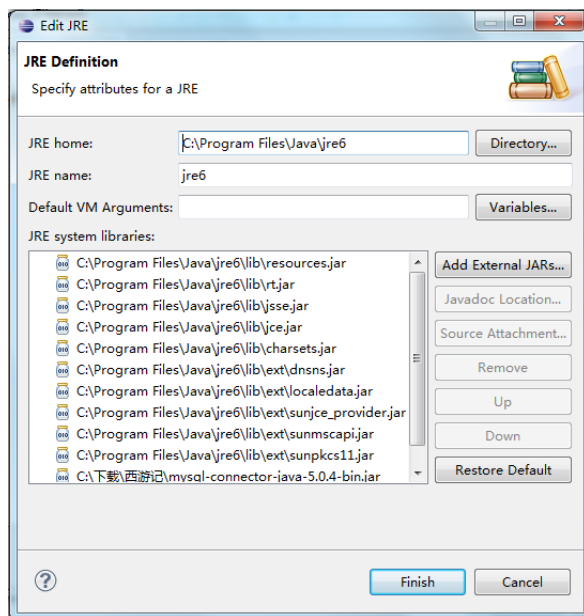 Edit JRE
JRE Definition
Specify attributes for a JRE
JRE home: C:\Program Files\Java\jre6 Directory...
JRE name: jre6
Default VM Arguments: Variables...
JRE system libraries:
C:\Program Files\Java\jre6\lib\resources.jar Add External JARs...
C:\Program Files\Java\jre6\lib\rt.jar
C:\Program Files\Java\jre6\lib\jsse.jar Javadoc Location...
C:\Program Files\Java\jre6\lib\jce.jar Source Attachment...
C:\Program Files\Java\jre6\lib\charsets.jar
C:\Program Files\Java\jre6\lib\ext\dnsns.jar Remove
C:\Program Files\Java\jre6\lib\ext\localedata.jar
C:\Program Files\Java\jre6\lib\ext\sunjce_provider.jar Up
C:\Program Files\Java\jre6\lib\ext\sunmscapi.jar Down
C:\Program Files\Java\jre6\lib\ext\sunpkcs11.jar
C:\下载\西游记\mysql-connector-java-5.0.4-bin.jar Restore Default
Finish Cancel